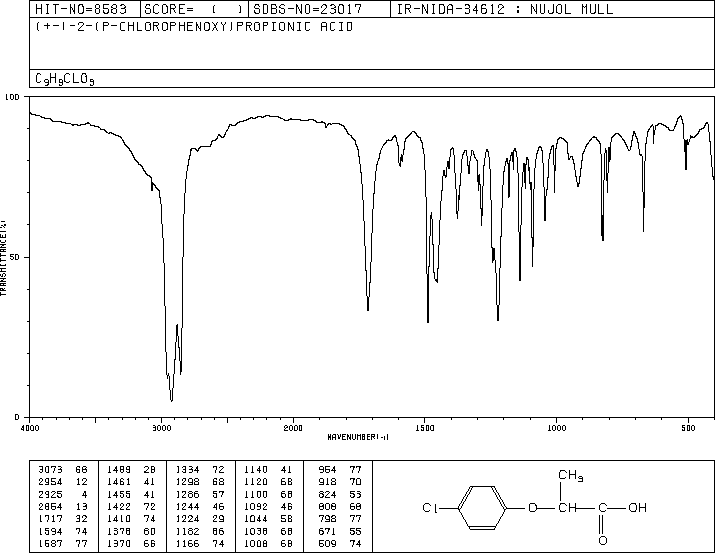 HIT-NO=8583 SCORE= ( ) SDBS-NO=23017 IR-NIDA-34612 : NUJOL MULL
(+-)-2-(P-CHLOROPHENOXY)PROPIONIC ACID
C9H9CLO3
100
50
0
TRANSMITTANCE(%)
4000 3000 2000 1500 1000 500
WAVENUMBER(-1)
3073 68 1489 28 1334 72 1140 41 954 77
2954 12 1461 41 1298 68 1120 68 918 70
2925 4 1455 41 1286 57 1100 68 824 53
2854 13 1422 72 1244 46 1092 46 808 68
1717 32 1410 74 1224 29 1044 58 798 77
1594 74 1378 60 1182 66 1038 68 671 55
1587 77 1370 66 1166 74 1008 68 509 74
CH3
Cl O CH C OH
O